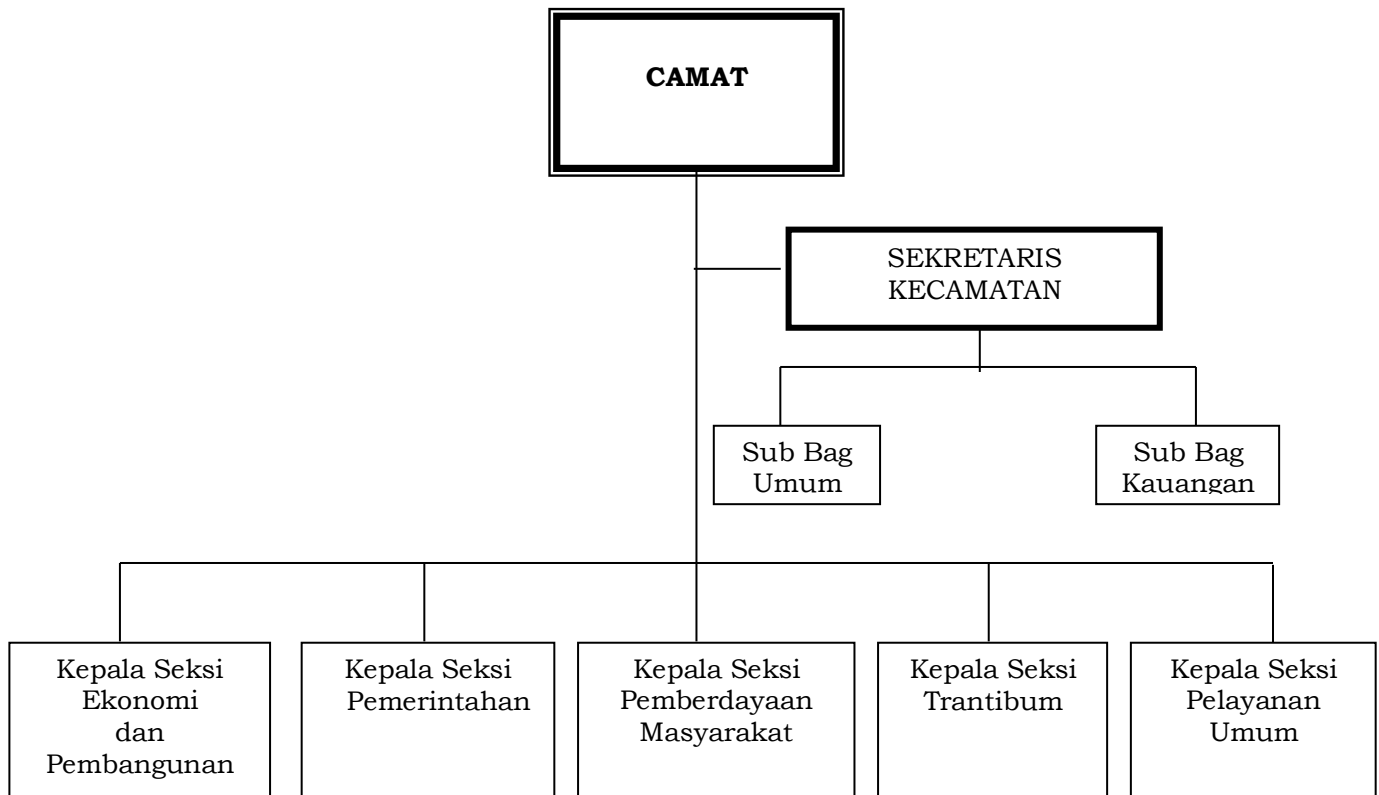 CAMAT
SEKRETARIS
KECAMATAN
Sub Bag
Umum
Sub Bag
Kauangan
Kepala Seksi
Ekonomi
dan
Pembangunan
Kepala Seksi
Pemerintahan
Kepala Seksi
Pemberdayaan
Masyarakat
Kepala Seksi
Trantibum
Kepala Seksi
Pelayanan
Umum